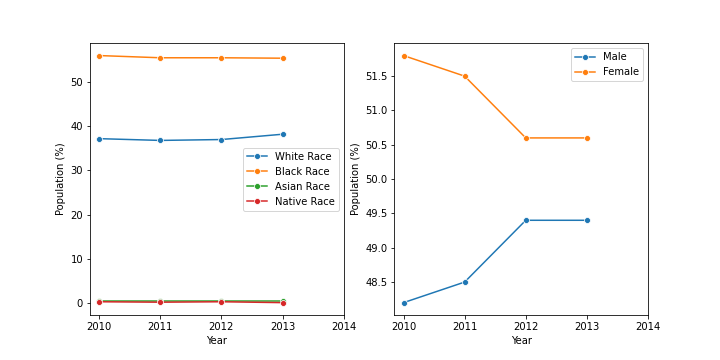 Population (%)
50
40
30
20
10
0
2010 2011 2012 2013 2014
Year
White Race
Black Race
Asian Race
Native Race
Population (%)
51.5
51.0
50.5
50.0
49.5
49.0
48.5
2010 2011 2012 2013 2014
Year
Male
Female